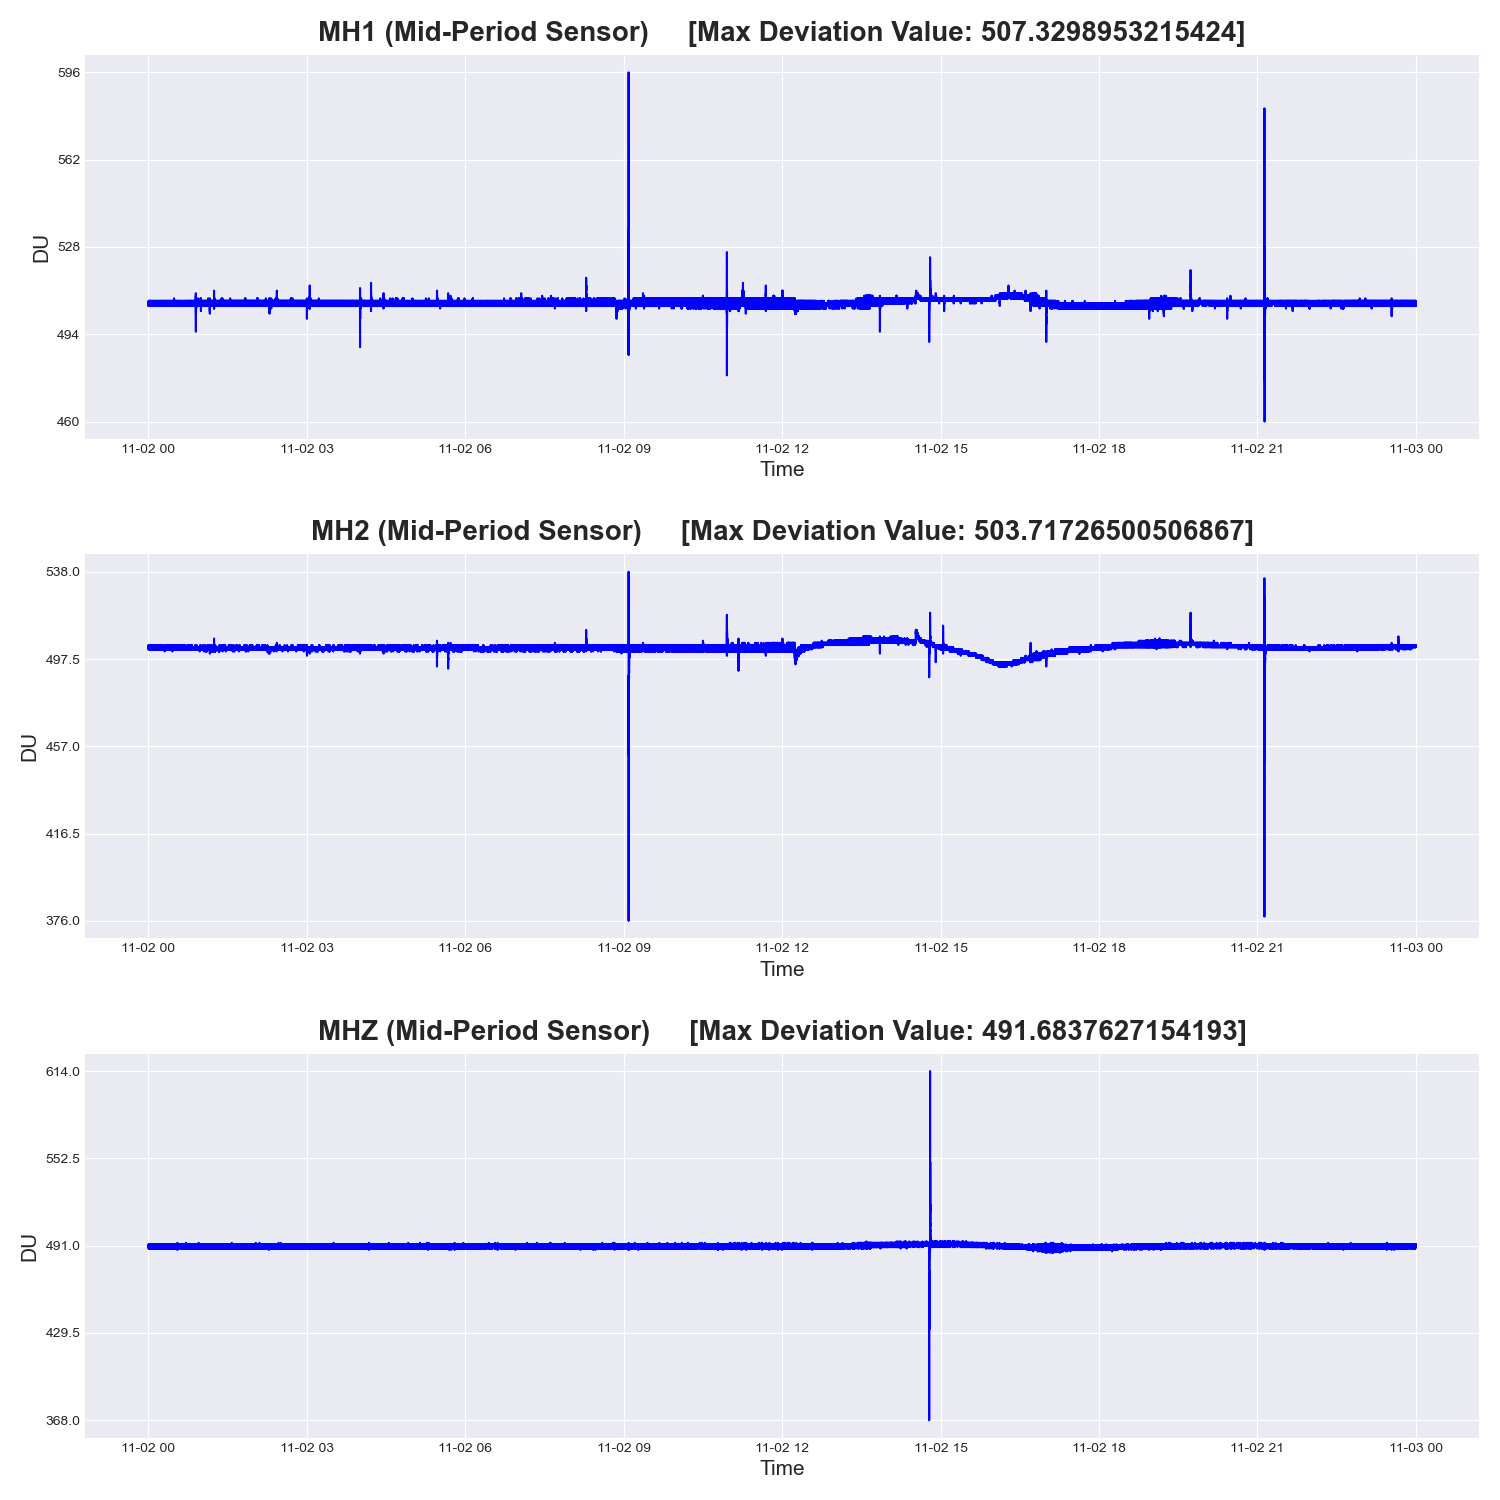 MH1 (Mid-Period Sensor) [Max Deviation Value: 507.3298953215424]
596
562
528
494
460
DU
11-02 00 11-02 03 11-02 06 11-02 09 11-02 12 11-02 15 11-02 18 11-02 21 11-03 00
Time
MH2 (Mid-Period Sensor) [Max Deviation Value: 503.71726500506867]
538.0
497.5
457.0
416.5
376.0
DU
11-02 00 11-02 03 11-02 06 11-02 09 11-02 12 11-02 15 11-02 18 11-02 21 11-03 00
Time
MHZ (Mid-Period Sensor) [Max Deviation Value: 491.6837627154193]
614.0
552.5
491.0
429.5
368.0
DU
11-02 00 11-02 03 11-02 06 11-02 09 11-02 12 11-02 15 11-02 18 11-02 21 11-03 00
Time